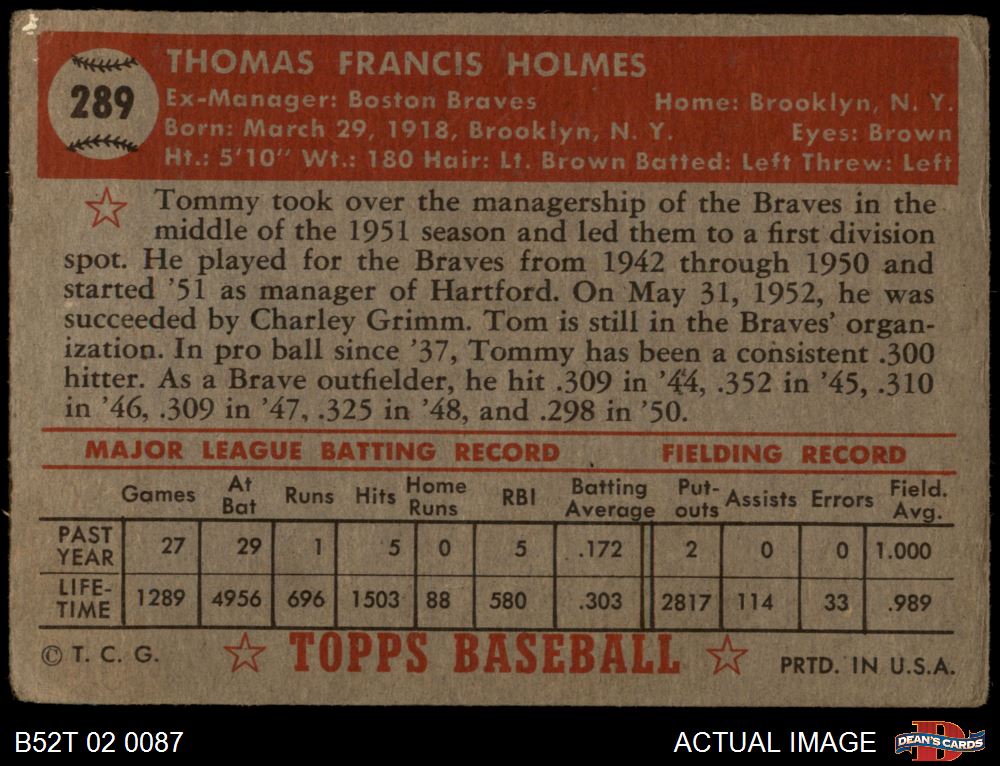 289
THOMAS FRANCIS HOLMES
Ex-Manager: Boston Braves Home: Brooklyn, N. Y.
Born: March 29, 1918, Brooklyn, N. Y. Eyes: Brown
Ht.: 5'10" Wt.: 180 Hair: Lt. Brown Batted: Left Threw: Left
Tommy took over the managership of the Braves in the
middle of the 1951 season and led them to a first division
spot. He played for the Braves from 1942 through 1950 and
started '51 as manager of Hartford. On May 31, 1952, he was
succeeded by Charley Grimm. Tom is still in the Braves' organ-
ization. In pro ball since '37, Tommy has been a consistent .300
hitter. As a Brave outfielder, he hit .309 in '44, .352 in '45, .310
in '46, .309 in '47, .325 in '48, and .298 in '50.
MAJOR LEAGUE BATTING RECORD FIELDING RECORD
Games At Bat Runs Hits Home Runs RBI Batting Average Put-outs Assists Errors Field. Avg.
PAST YEAR 27 29 1 5 0 5 .172 2 0 0 1.000
LIFE-TIME 1289 4956 696 1503 88 580 .303 2817 114 33 .989
© T. C. G. TOPPS BASEBALL PRTD. IN U.S.A.
B52T 02 0087 ACTUAL IMAGE DEAN'S CARDS